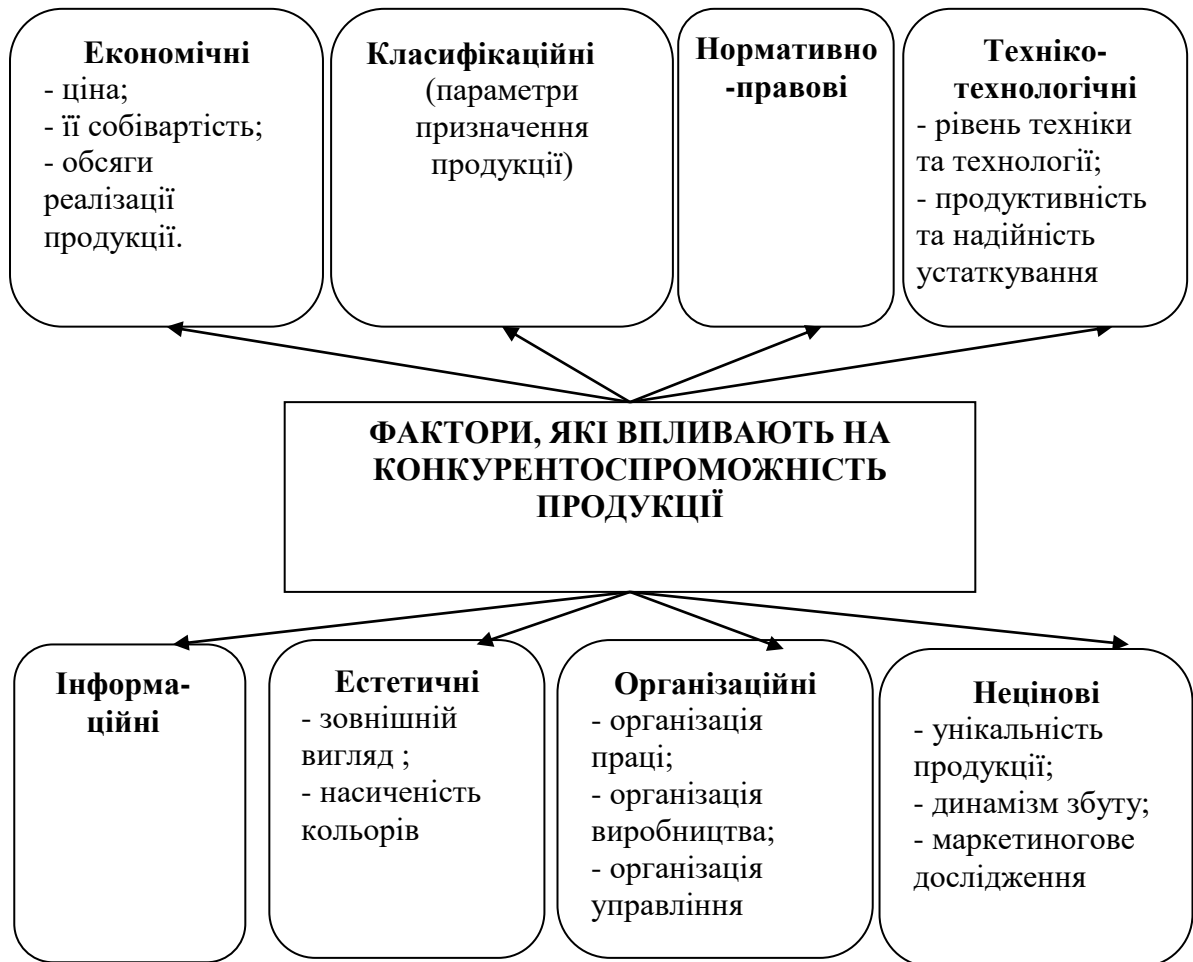 Економічні
- ціна;
- її собівартість;
- обсяги
реалізації
продукції.
Класифікаційні
(параметри
призначення
продукції)
Нормативно
-правові
Техніко-
технологічні
- рівень техніки
та технології;
- продуктивність
та надійність
устаткування
ФАКТОРИ, ЯКІ ВПЛИВАЮТЬ НА
КОНКУРЕНТОСПРОМОЖНІСТЬ
ПРОДУКЦІЇ
Інформа-
ційні
Естетичні
- зовнішній
вигляд ;
- насиченість
кольорів
Організаційні
- організація
праці;
- організація
виробництва;
- організація
управління
Нецінові
- унікальність
продукції;
- динамізм збуту;
- маркетиногове
дослідження